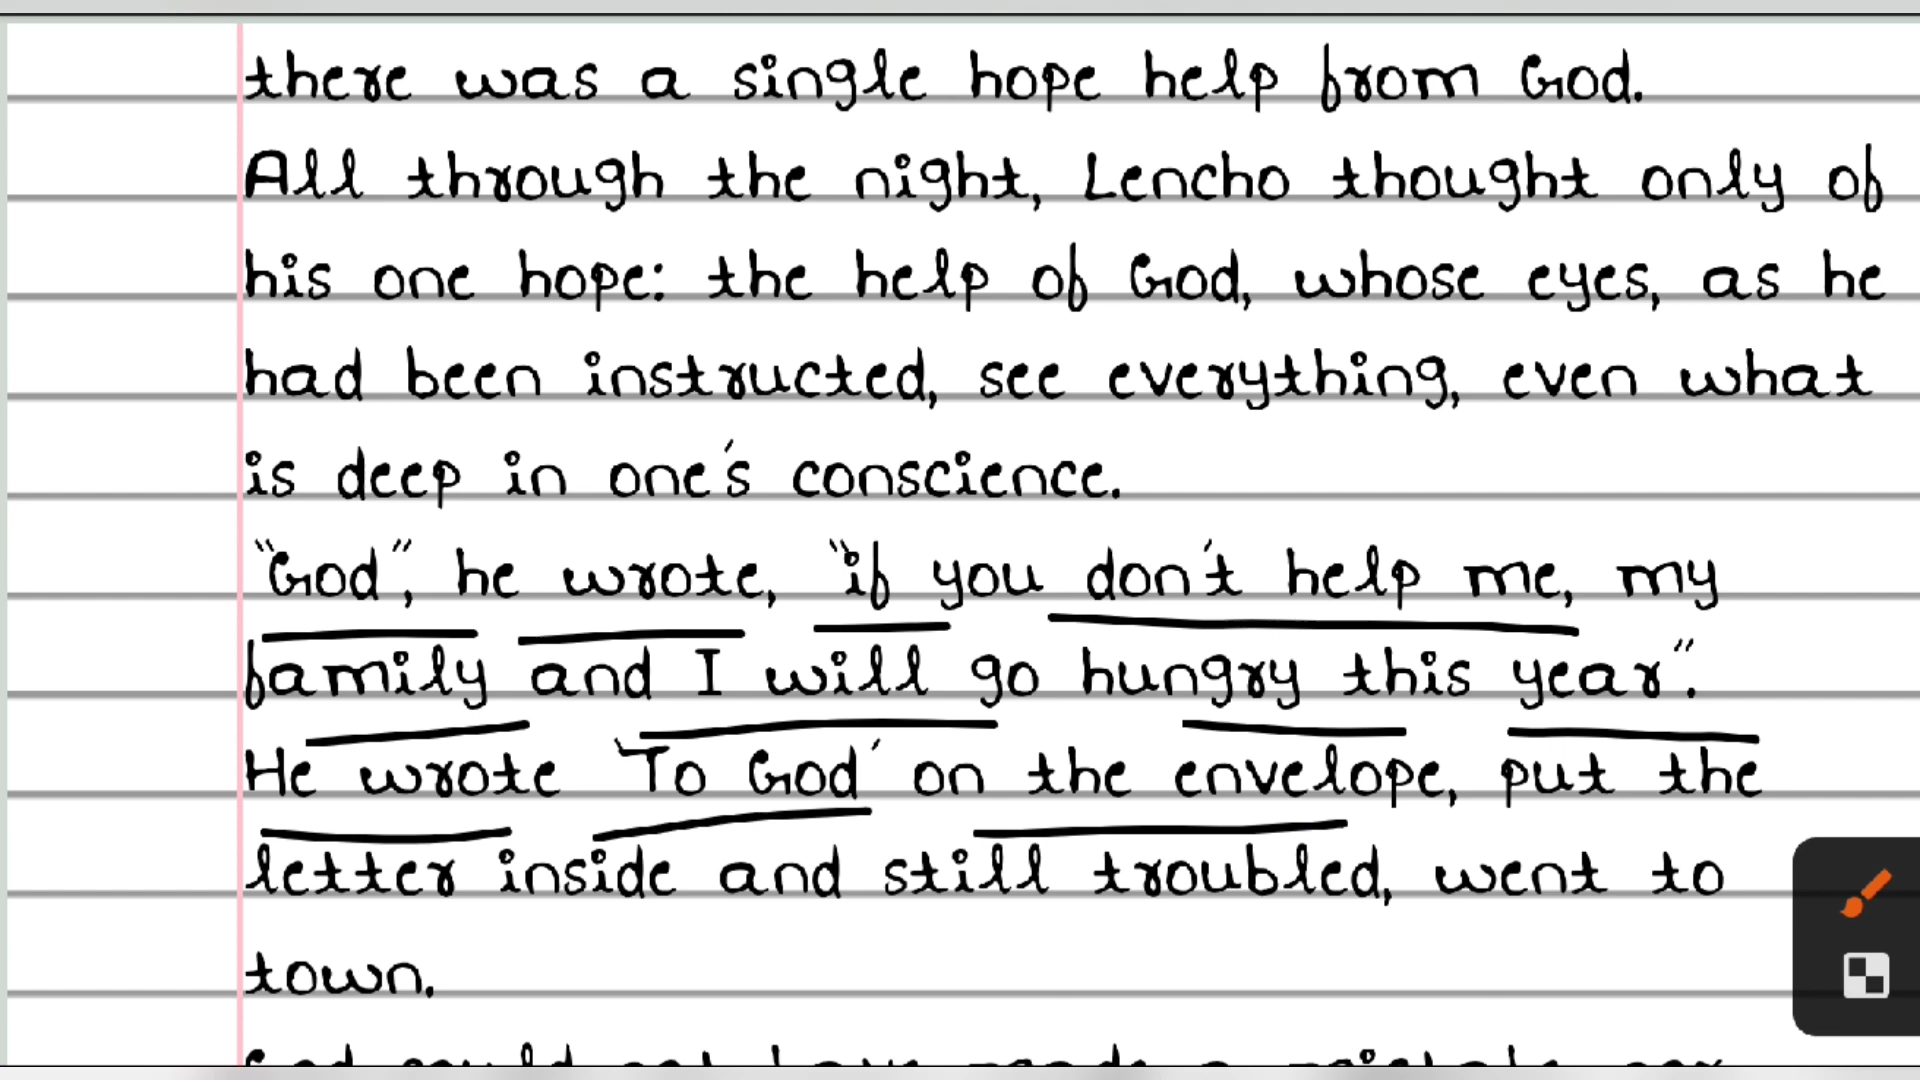 there was a single hope help from God.
All through the night, Lencho thought only of
his one hope: the help of God, whose eyes, as he
had been instructed, see everything, even what
is deep in one's conscience.
"God", he wrote, "if you don't help me, my
family and I will go hungry this year".
He wrote 'To God' on the envelope, put the
letter inside and still troubled, went to
town.